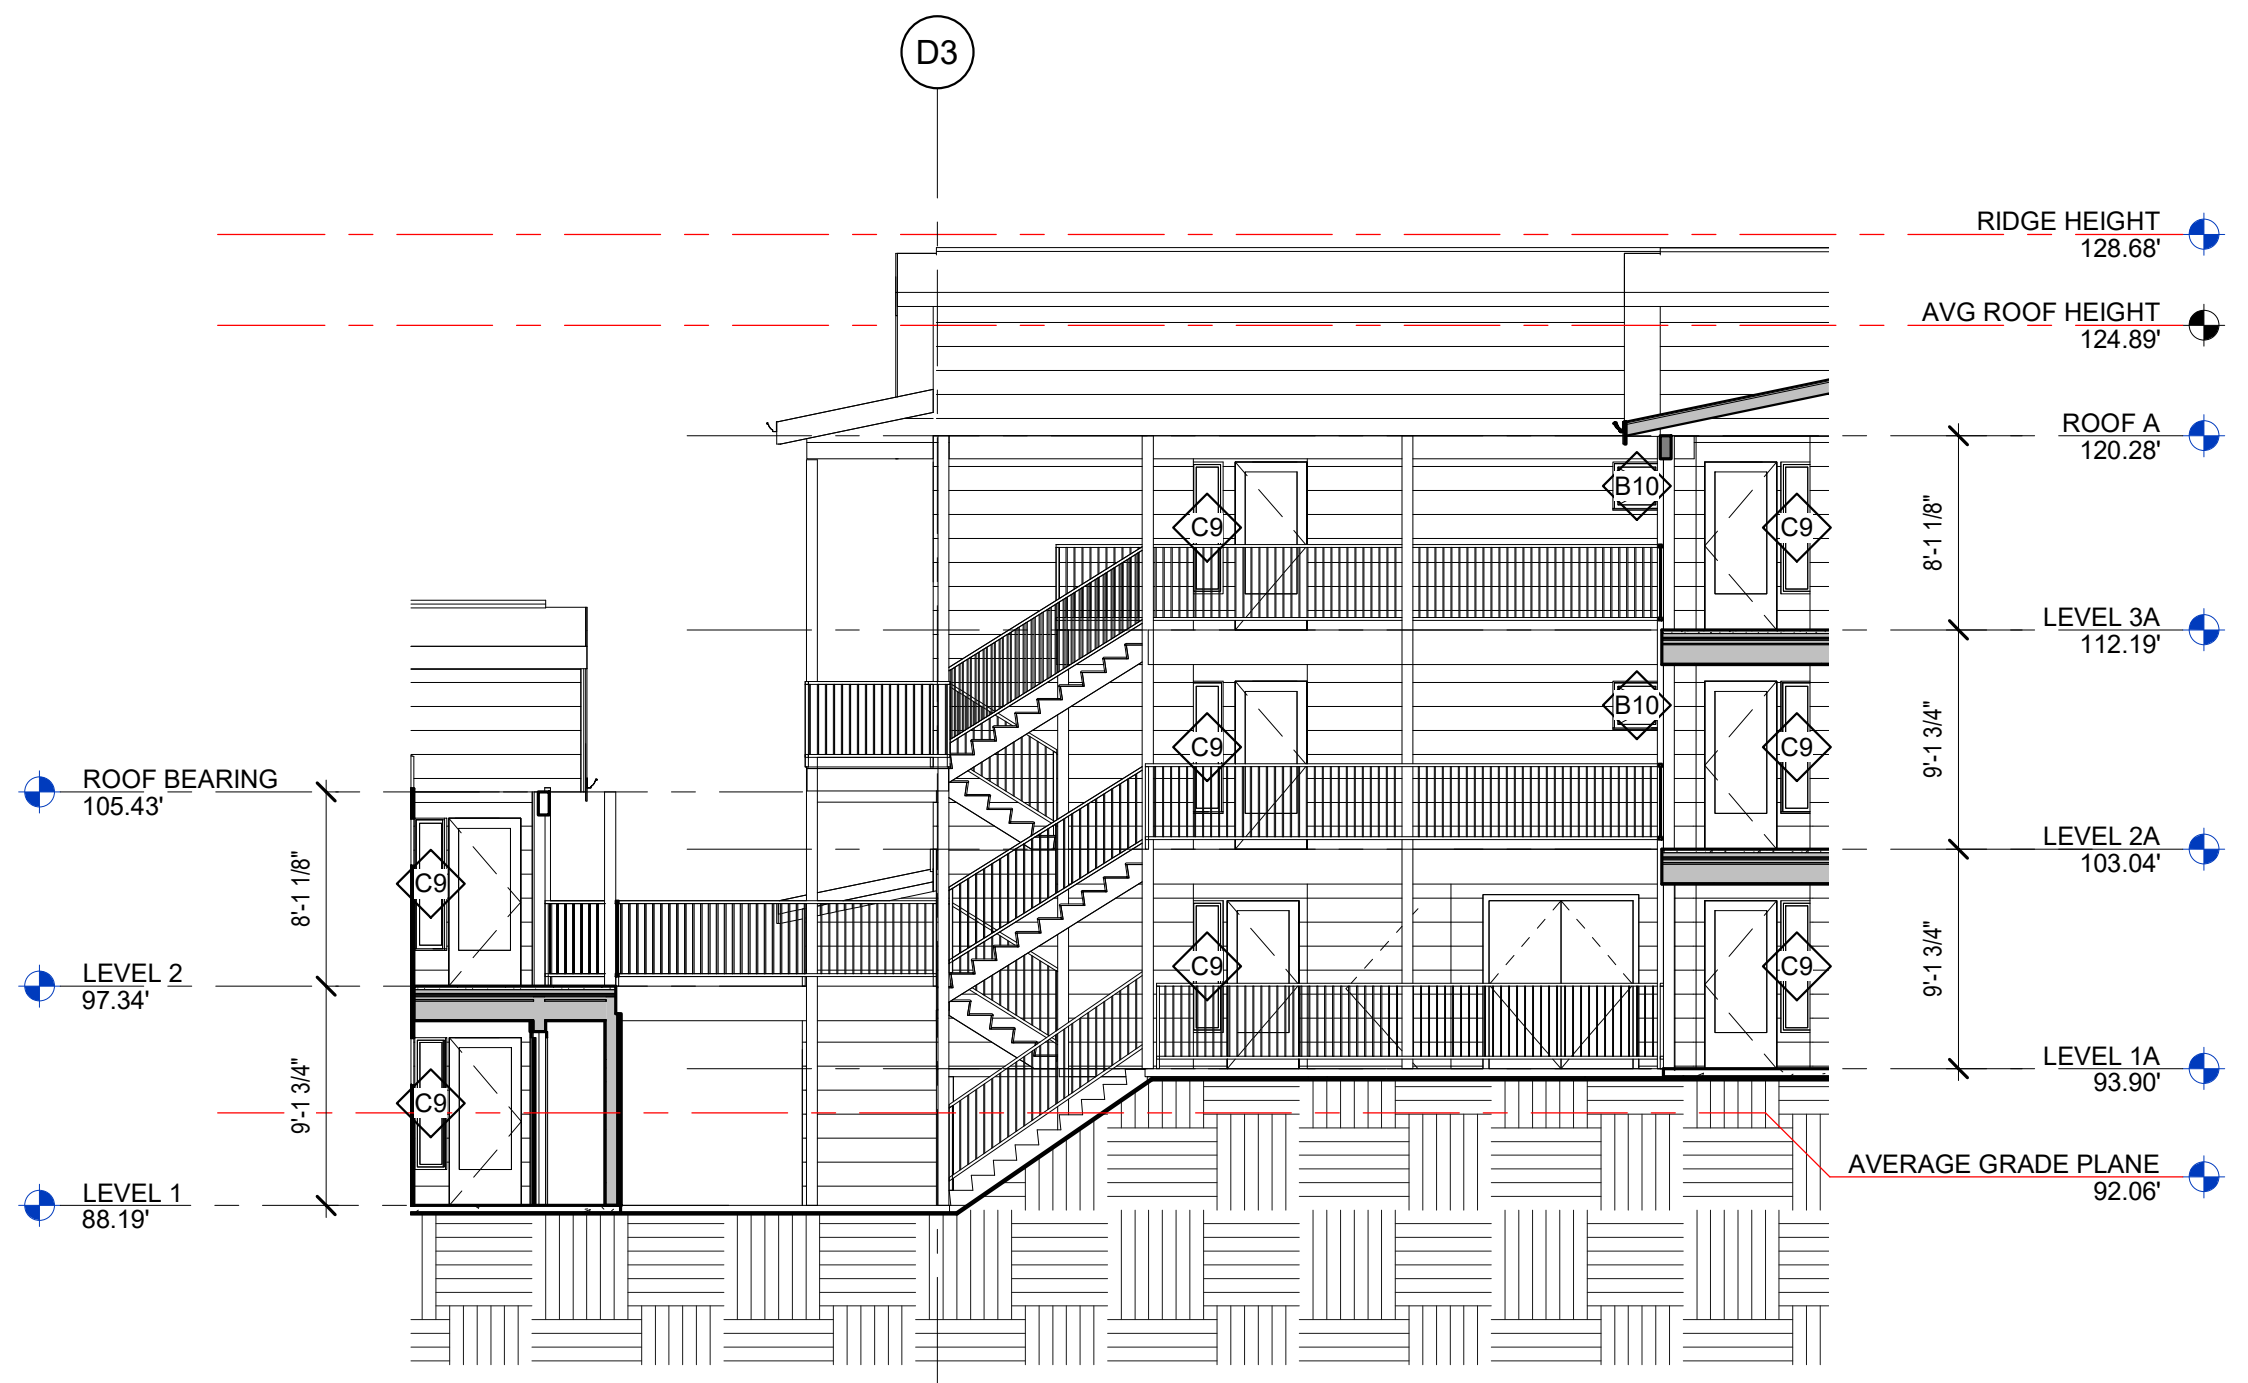 D3
RIDGE HEIGHT
128.68'
AVG ROOF HEIGHT
124.89'
ROOF A
120.28'
B10
C9
C9
8'-1 1/8"
LEVEL 3A
112.19'
B10
C9
C9
9'-1 3/4"
ROOF BEARING
105.43'
LEVEL 2A
103.04'
C9
8'-1 1/8"
C9
C9
9'-1 3/4"
LEVEL 2
97.34'
LEVEL 1A
93.90'
C9
9'-1 3/4"
AVERAGE GRADE PLANE
92.06'
LEVEL 1
88.19'